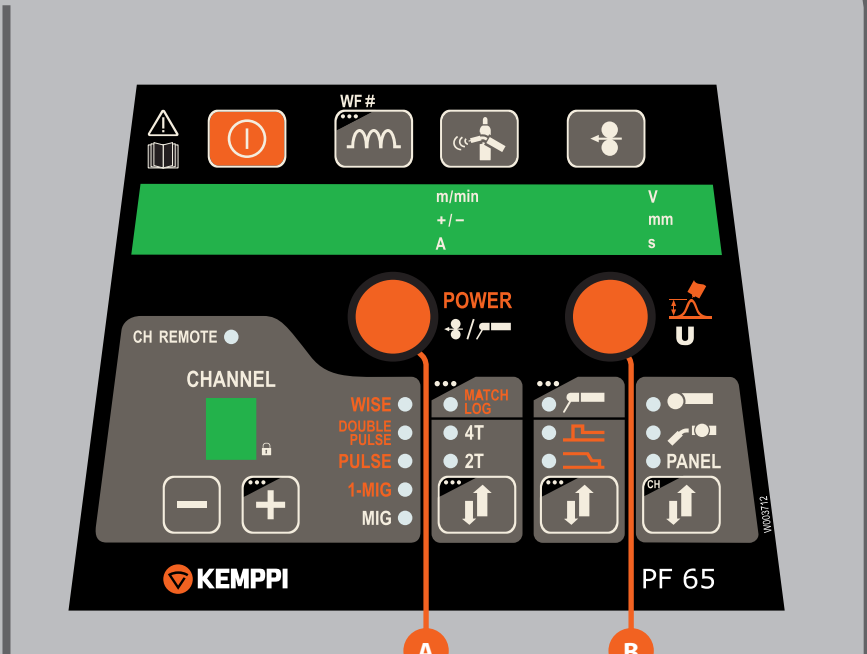 WF #
m/min
V
+/−
mm
A
s
POWER
/
U
CH REMOTE
CHANNEL
WISE
DOUBLE
PULSE
PULSE
1-MIG
MIG
MATCH
LOG
4T
2T
PANEL
CH
W003712
KEMPPI
PF 65
A
B